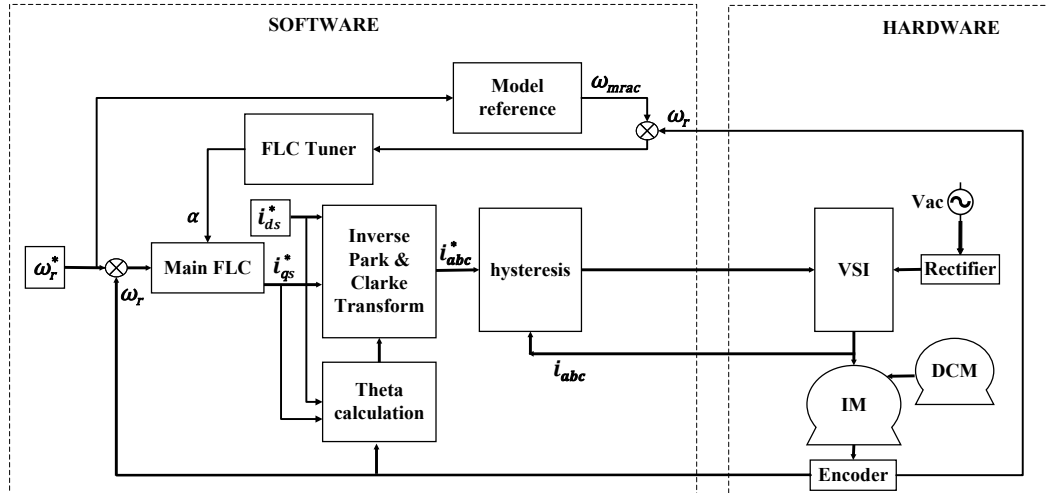 SOFTWARE
HARDWARE
Model
reference
ω_mrac
ω_r
FLC Tuner
α
i*_ds
Vac
ω*_r
ω_r
Main FLC
i*_qs
Inverse
Park &
Clarke
Transform
i*_abc
hysteresis
VSI
Rectifier
i_abc
Theta
calculation
IM
DCM
Encoder